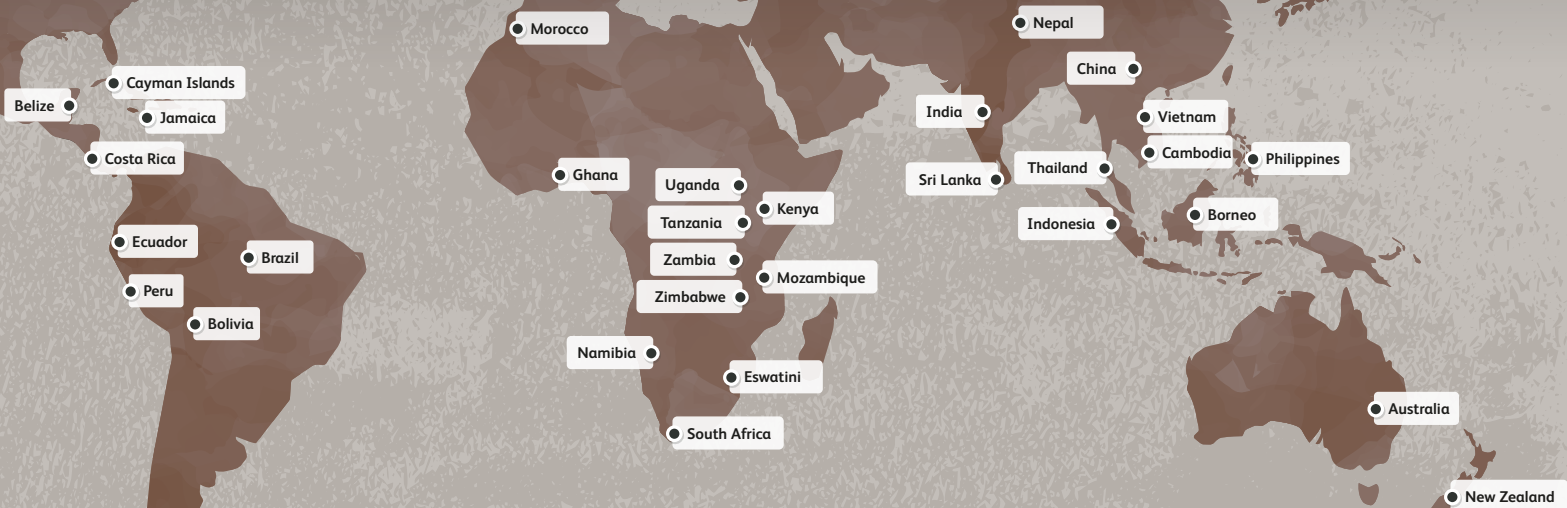 Morocco
Nepal
China
Cayman Islands
Belize
Jamaica
India
Vietnam
Costa Rica
Cambodia
Philippines
Ghana
Thailand
Sri Lanka
Uganda
Kenya
Borneo
Tanzania
Indonesia
Ecuador
Brazil
Zambia
Mozambique
Peru
Zimbabwe
Bolivia
Namibia
Eswatini
Australia
South Africa
New Zealand